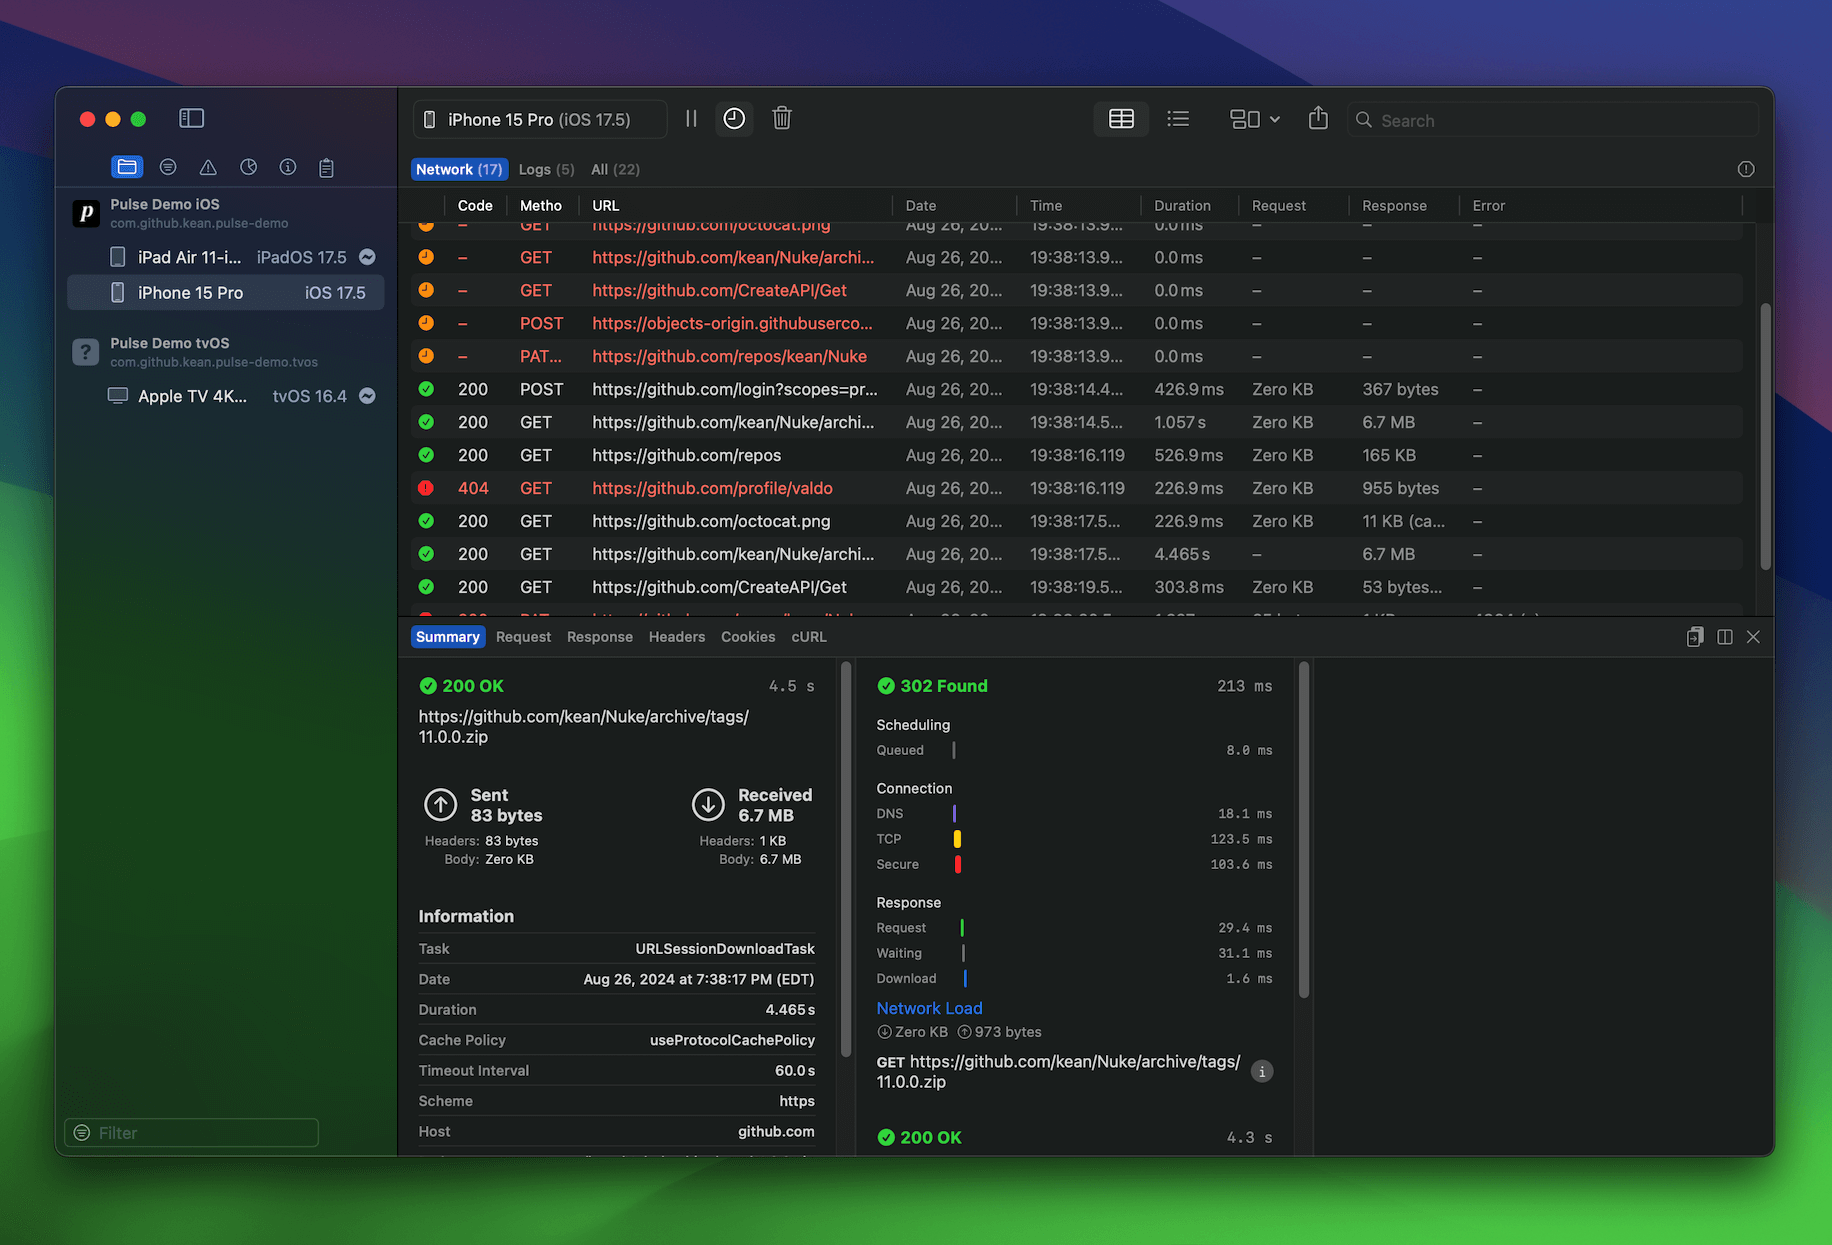 iPhone 15 Pro (iOS 17.5)
Search
Network (17) Logs (5) All (22)
p Pulse Demo iOS
com.github.kean.pulse-demo
iPad Air 11-i... iPadOS 17.5
iPhone 15 Pro iOS 17.5
? Pulse Demo tvOS
com.github.kean.pulse-demo.tvos
Apple TV 4K... tvOS 16.4
Filter
Code Metho URL Date Time Duration Request Response Error
– GET https://github.com/octocat.png Aug 26, 20... 19:38:13.9... 0.0 ms – – –
– GET https://github.com/kean/Nuke/archi... Aug 26, 20... 19:38:13.9... 0.0 ms – – –
– GET https://github.com/CreateAPI/Get Aug 26, 20... 19:38:13.9... 0.0 ms – – –
– POST https://objects-origin.githubuserco... Aug 26, 20... 19:38:13.9... 0.0 ms – – –
– PAT... https://github.com/repos/kean/Nuke Aug 26, 20... 19:38:13.9... 0.0 ms – – –
200 POST https://github.com/login?scopes=pr... Aug 26, 20... 19:38:14.4... 426.9 ms Zero KB 367 bytes –
200 GET https://github.com/kean/Nuke/archi... Aug 26, 20... 19:38:14.5... 1.057 s Zero KB 6.7 MB –
200 GET https://github.com/repos Aug 26, 20... 19:38:16.119 526.9 ms Zero KB 165 KB –
404 GET https://github.com/profile/valdo Aug 26, 20... 19:38:16.119 226.9 ms Zero KB 955 bytes –
200 GET https://github.com/octocat.png Aug 26, 20... 19:38:17.5... 226.9 ms Zero KB 11 KB (ca... –
200 GET https://github.com/kean/Nuke/archi... Aug 26, 20... 19:38:17.5... 4.465 s – 6.7 MB –
200 GET https://github.com/CreateAPI/Get Aug 26, 20... 19:38:19.5... 303.8 ms Zero KB 53 bytes... –
Summary Request Response Headers Cookies cURL
200 OK 4.5 s
https://github.com/kean/Nuke/archive/tags/
11.0.0.zip
Sent Received
83 bytes 6.7 MB
Headers: 83 bytes Headers: 1 KB
Body: Zero KB Body: 6.7 MB
Information
Task URLSessionDownloadTask
Date Aug 26, 2024 at 7:38:17 PM (EDT)
Duration 4.465 s
Cache Policy useProtocolCachePolicy
Timeout Interval 60.0 s
Scheme https
Host github.com
302 Found 213 ms
Scheduling
Queued 8.0 ms
Connection
DNS 18.1 ms
TCP 123.5 ms
Secure 103.6 ms
Response
Request 29.4 ms
Waiting 31.1 ms
Download 1.6 ms
Network Load
Zero KB 973 bytes
GET https://github.com/kean/Nuke/archive/tags/
11.0.0.zip
200 OK 4.3 s